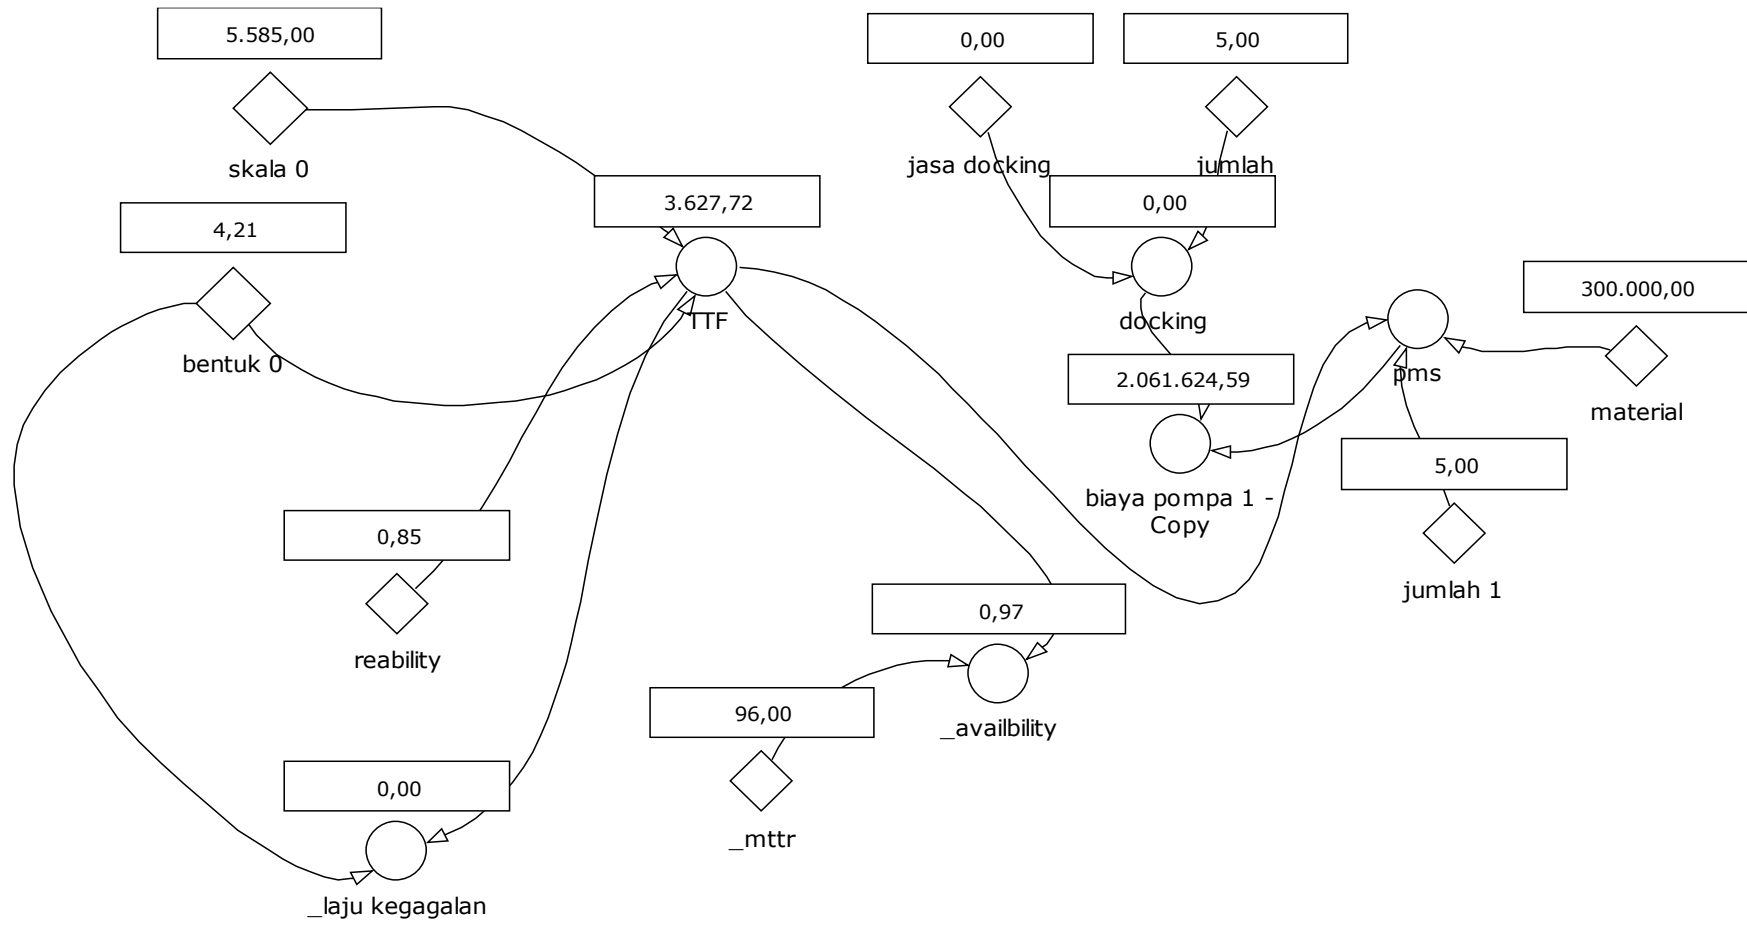 5.585,00
skala 0
4,21
bentuk 0
3.627,72
TTF
0,00
jasa docking
5,00
jumlah
0,00
docking
2.061.624,59
biaya pompa 1 -
Copy
pms
300.000,00
material
5,00
jumlah 1
0,85
reability
0,97
_availbility
96,00
_mttr
0,00
_laju kegagalan